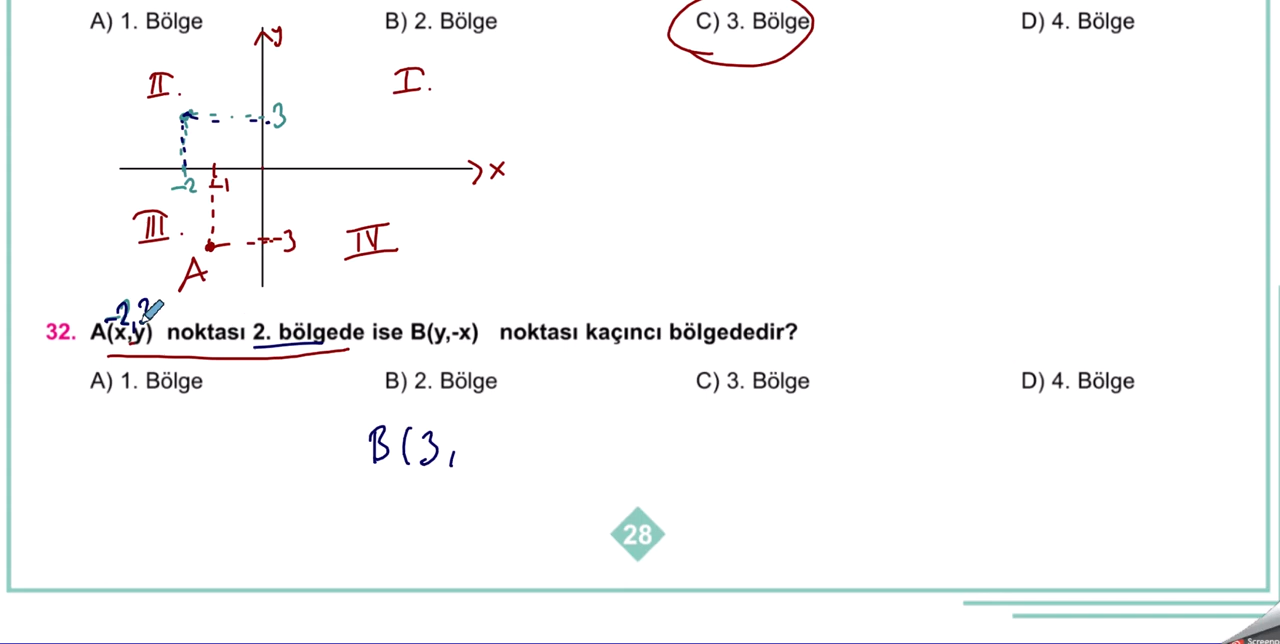 A) 1. Bölge B) 2. Bölge C) 3. Bölge D) 4. Bölge
y
II. I.
3
x
-2 -1
III. -3 IV
A
-2,3
32. A(x,y) noktası 2. bölgede ise B(y,-x) noktası kaçıncı bölgededir?
A) 1. Bölge B) 2. Bölge C) 3. Bölge D) 4. Bölge
B(3,
28